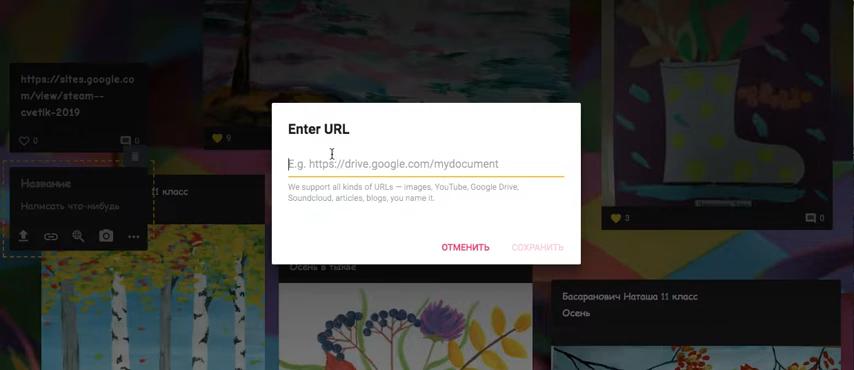 https://sites.google.co
m/view/steam--
cvetik-2019
0
0
9
Название
Написать что-нибудь
11 класс
Enter URL
E.g. https://drive.google.com/mydocument
We support all kinds of URLs — images, YouTube, Google Drive,
Soundcloud, articles, blogs, you name it.
ОТМЕНИТЬ
СОХРАНИТЬ
Осень в тыкве
3
0
Басаранович Наташа 11 класс
Осень